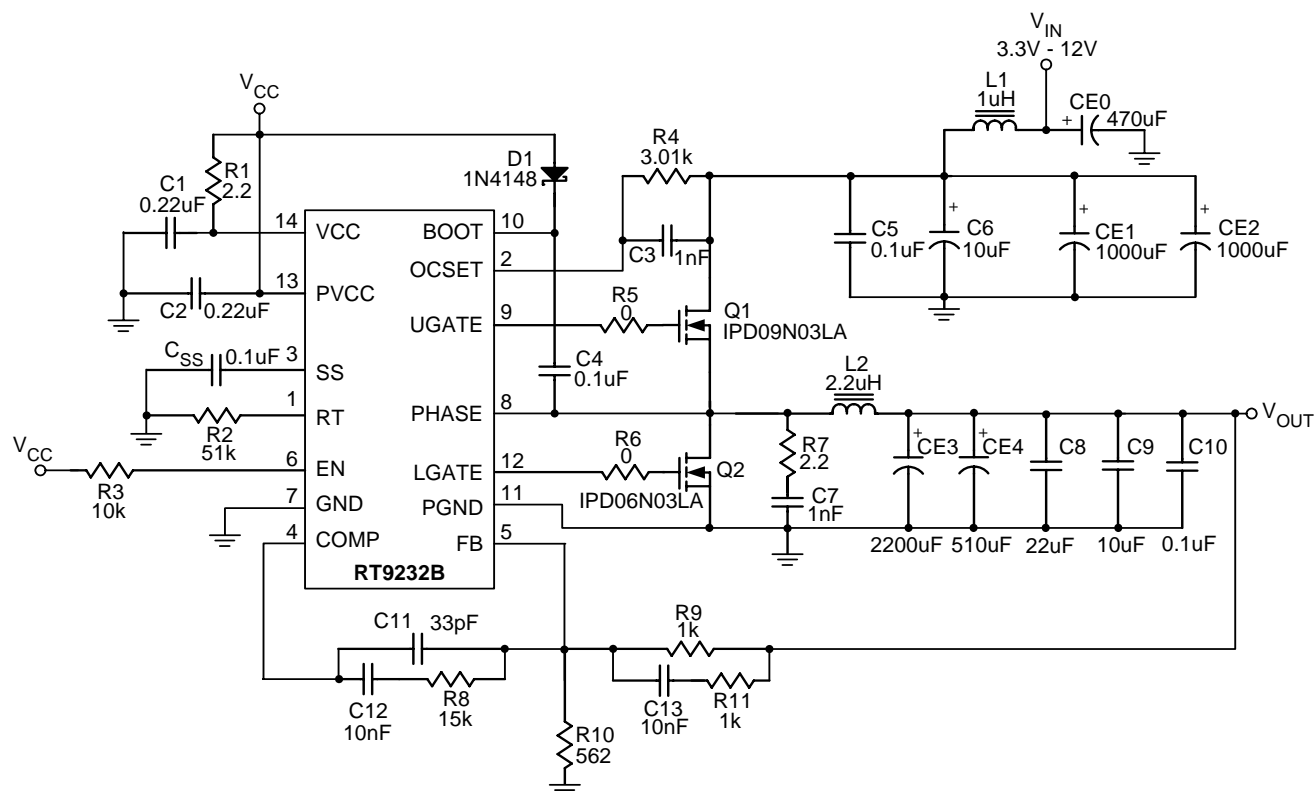 V_IN
3.3V - 12V
L1
1uH
CE0
470uF
V_CC
R4
3.01k
D1
1N4148
R1
2.2
C1
0.22uF
14
VCC
BOOT
10
C3
1nF
C5
0.1uF
C6
10uF
CE1
1000uF
CE2
1000uF
OCSET
2
13
PVCC
C2
0.22uF
R5
0
UGATE
9
Q1
IPD09N03LA
C_SS
0.1uF
3
SS
C4
0.1uF
L2
2.2uH
1
RT
PHASE
8
V_OUT
R2
51k
V_CC
R3
10k
6
EN
LGATE
12
R6
0
Q2
IPD06N03LA
R7
2.2
C7
1nF
CE3
CE4
C8
C9
C10
7
GND
PGND
11
4
COMP
FB
5
2200uF
510uF
22uF
10uF
0.1uF
RT9232B
C11
33pF
R9
1k
C12
10nF
R8
15k
C13
10nF
R11
1k
R10
562
+
+
+
+
+
+